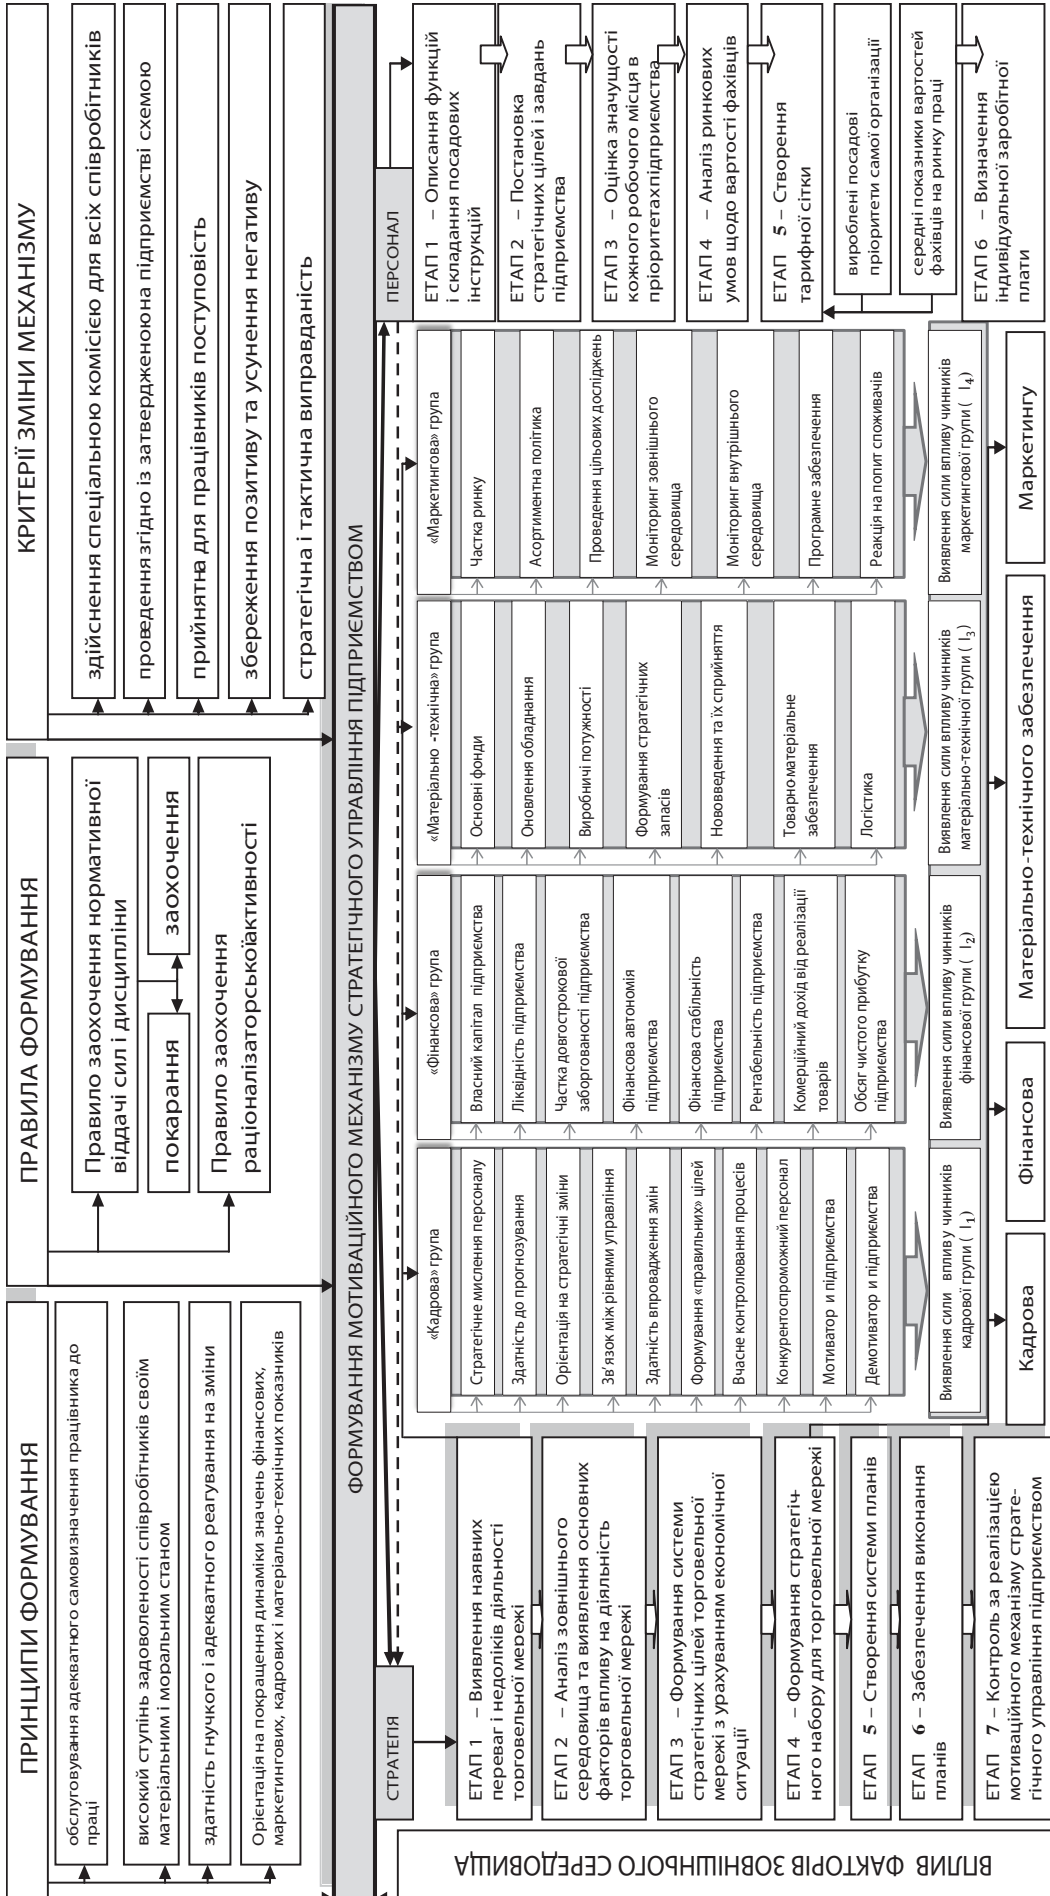 ПРИНЦИПИ ФОРМУВАННЯ
обслуговування адекватного самовизначення працівника до
праці
високий ступінь задоволеності співробітників своїм
матеріальним і моральним станом
здатність гнучкого і адекватного реагування на зміни
Орієнтація на покращення динаміки значень фінансових,
маркетингових, кадрових і матеріально-технічних показників
ПРАВИЛА ФОРМУВАННЯ
Правило заохочення нормативної
віддачі сил і дисципліни
покарання
заохочення
Правило заохочення
раціоналізаторськоїактивності
КРИТЕРІЇ ЗМІНИ МЕХАНІЗМУ
здійснення спеціальною комісією для всіх співробітників
проведення згідно із затвердженою на підприємстві схемою
прийнятна для працівників поступовість
збереження позитиву та усунення негативу
стратегічна і тактична виправданість
ФОРМУВАННЯ МОТИВАЦІЙНОГО МЕХАНІЗМУ СТРАТЕГІЧНОГО УПРАВЛІННЯ ПІДПРИЄМСТВОМ
ВПЛИВ ФАКТОРІВ ЗОВНІШНЬОГО СЕРЕДОВИЩА
СТРАТЕГІЯ
ЕТАП 1 – Виявлення наявних
переваг і недоліків діяльності
торговельної мережі
ЕТАП 2 – Аналіз зовнішнього
середовища та виявлення основних
факторів впливу на діяльність
торговельної мережі
ЕТАП 3 – Формування системи
стратегічних цілей торговельної
мережі з урахуванням економічної
ситуації
ЕТАП 4 – Формування стратегіч-
ного набору для торговельної мережі
ЕТАП 5 – Створення системи планів
ЕТАП 6 – Забезпечення виконання
планів
ЕТАП 7 – Контроль за реалізацією
мотиваційного механізму страте-
гічного управління підприємством
«Кадрова» група
Стратегічне мислення персоналу
Здатність до прогнозування
Орієнтація на стратегічні зміни
Зв'язок між рівнями управління
Здатність впровадження змін
Формування «правильних» цілей
Вчасне контролювання процесів
Конкурентоспроможний персонал
Мотиватор и підприємства
Демотиватор и підприємства
Виявлення сили впливу чинників
кадрової групи ( I₁)
Кадрова
«Фінансова» група
Власний капітал підприємства
Ліквідність підприємства
Частка довгострокової
заборгованості підприємства
Фінансова автономія
підприємства
Фінансова стабільність
підприємства
Рентабельність підприємства
Комерційний дохід від реалізації
товарів
Обсяг чистого прибутку
підприємства
Виявлення сили впливу чинників
фінансової групи ( I₂)
Фінансова
«Матеріально -технічна» група
Основні фонди
Оновлення обладнання
Виробничі потужності
Формування стратегічних
запасів
Нововведення та їх сприйняття
Товарно-матеріальне
забезпечення
Логістика
Виявлення сили впливу чинників
матеріально-технічної групи ( I₃)
Матеріально-технічного забезпечення
«Маркетингова» група
Частка ринку
Асортиментна політика
Проведення цільових досліджень
Моніторинг зовнішнього
середовища
Моніторинг внутрішнього
середовища
Програмне забезпечення
Реакція на попит споживачів
Виявлення сили впливу чинників
маркетингової групи ( I₄)
Маркетингу
ПЕРСОНАЛ
ЕТАП 1 – Описання функцій
і складання посадових
інструкцій
ЕТАП 2 – Постановка
стратегічних цілей і завдань
підприємства
ЕТАП 3 – Оцінка значущості
кожного робочого місця в
пріоритетахпідприємства
ЕТАП 4 – Аналіз ринкових
умов щодо вартості фахівців
ЕТАП 5 – Створення
тарифної сітки
вироблені посадові
пріоритети самої організації
середні показники вартостей
фахівців на ринку праці
ЕТАП 6 – Визначення
індивідуальної заробітної
плати